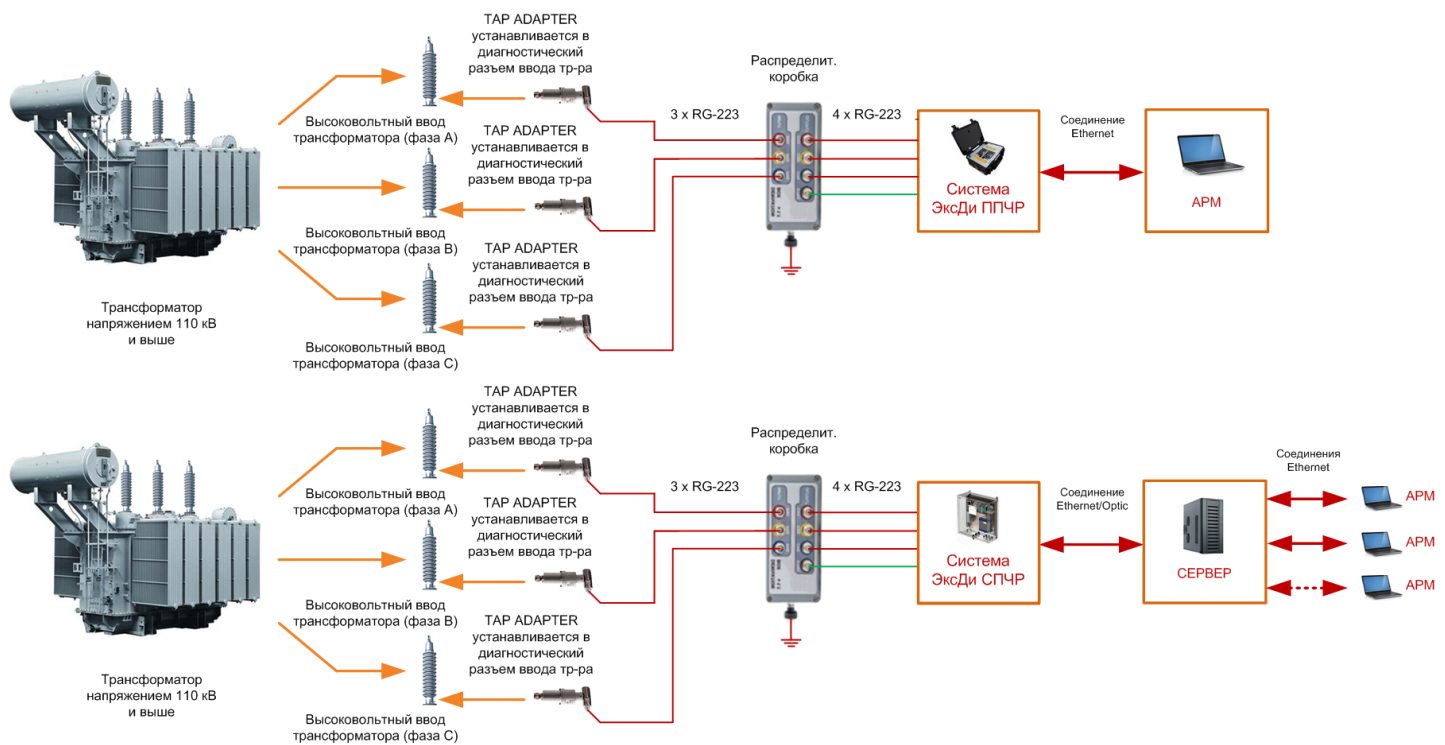 TAP ADAPTER
устанавливается в
диагностический
разъем ввода тр-ра
Высоковольтный ввод
трансформатора (фаза A)
TAP ADAPTER
устанавливается в
диагностический
разъем ввода тр-ра
Высоковольтный ввод
трансформатора (фаза B)
TAP ADAPTER
устанавливается в
диагностический
разъем ввода тр-ра
Высоковольтный ввод
трансформатора (фаза C)
Трансформатор
напряжением 110 кВ
и выше
Распределит.
коробка
3 x RG-223
4 x RG-223
Система
ЭксДи ППЧР
Соединение
Ethernet
АРМ
TAP ADAPTER
устанавливается в
диагностический
разъем ввода тр-ра
Высоковольтный ввод
трансформатора (фаза A)
TAP ADAPTER
устанавливается в
диагностический
разъем ввода тр-ра
Высоковольтный ввод
трансформатора (фаза B)
TAP ADAPTER
устанавливается в
диагностический
разъем ввода тр-ра
Высоковольтный ввод
трансформатора (фаза C)
Трансформатор
напряжением 110 кВ
и выше
Распределит.
коробка
3 x RG-223
4 x RG-223
Система
ЭксДи СПЧР
Соединение
Ethernet/Optic
СЕРВЕР
Соединения
Ethernet
АРМ
АРМ
АРМ